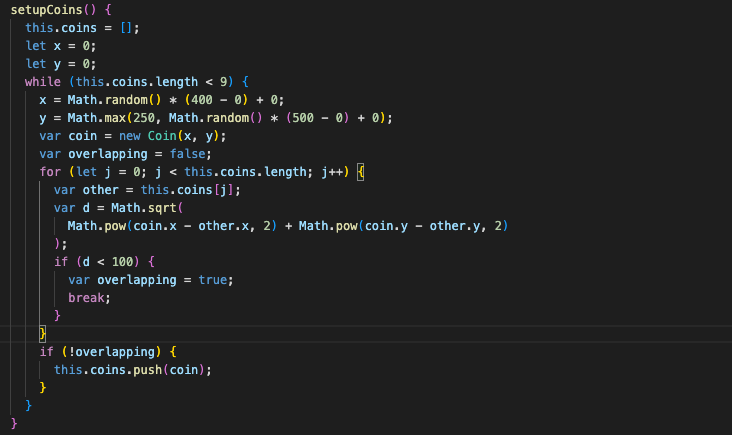 setupCoins() {
this.coins = [];
let x = 0;
let y = 0;
while (this.coins.length < 9) {
x = Math.random() * (400 - 0) + 0;
y = Math.max(250, Math.random() * (500 - 0) + 0);
var coin = new Coin(x, y);
var overlapping = false;
for (let j = 0; j < this.coins.length; j++) {
var other = this.coins[j];
var d = Math.sqrt(
Math.pow(coin.x - other.x, 2) + Math.pow(coin.y - other.y, 2)
);
if (d < 100) {
var overlapping = true;
break;
}
}
if (!overlapping) {
this.coins.push(coin);
}
}
}